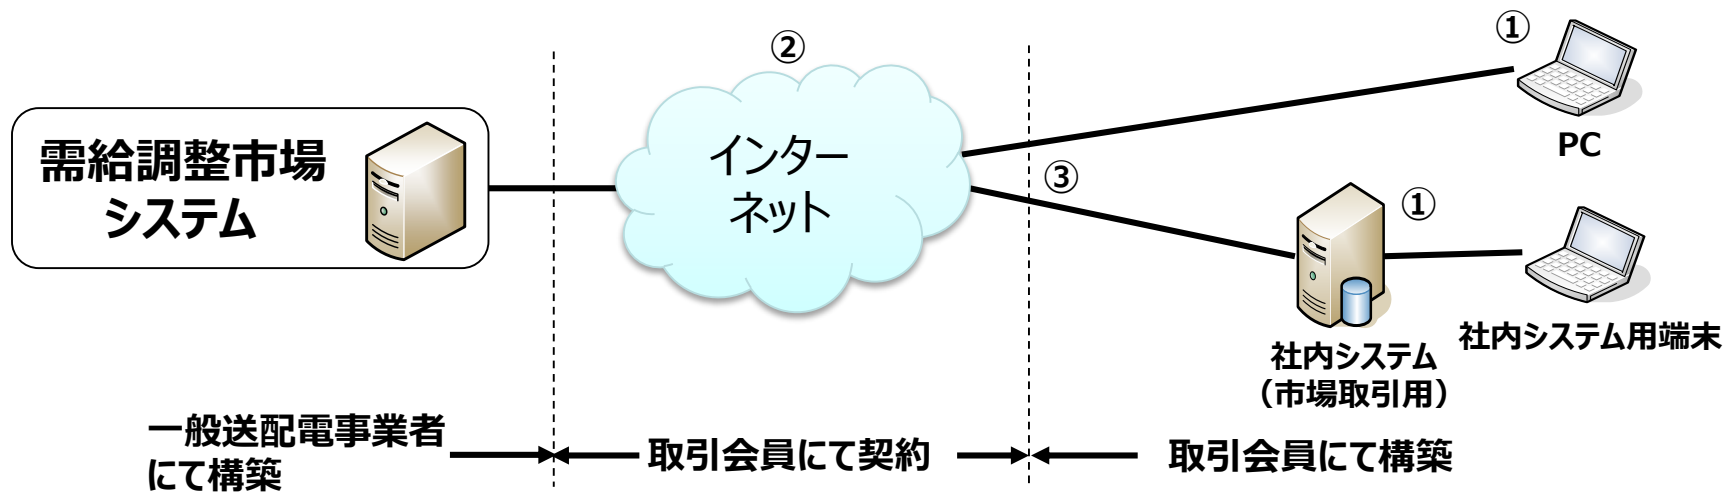 ②
①
需給調整市場
システム
インター
ネット
PC
③
①
社内システム
（市場取引用）
社内システム用端末
一般送配電事業者
にて構築
取引会員にて契約
取引会員にて構築